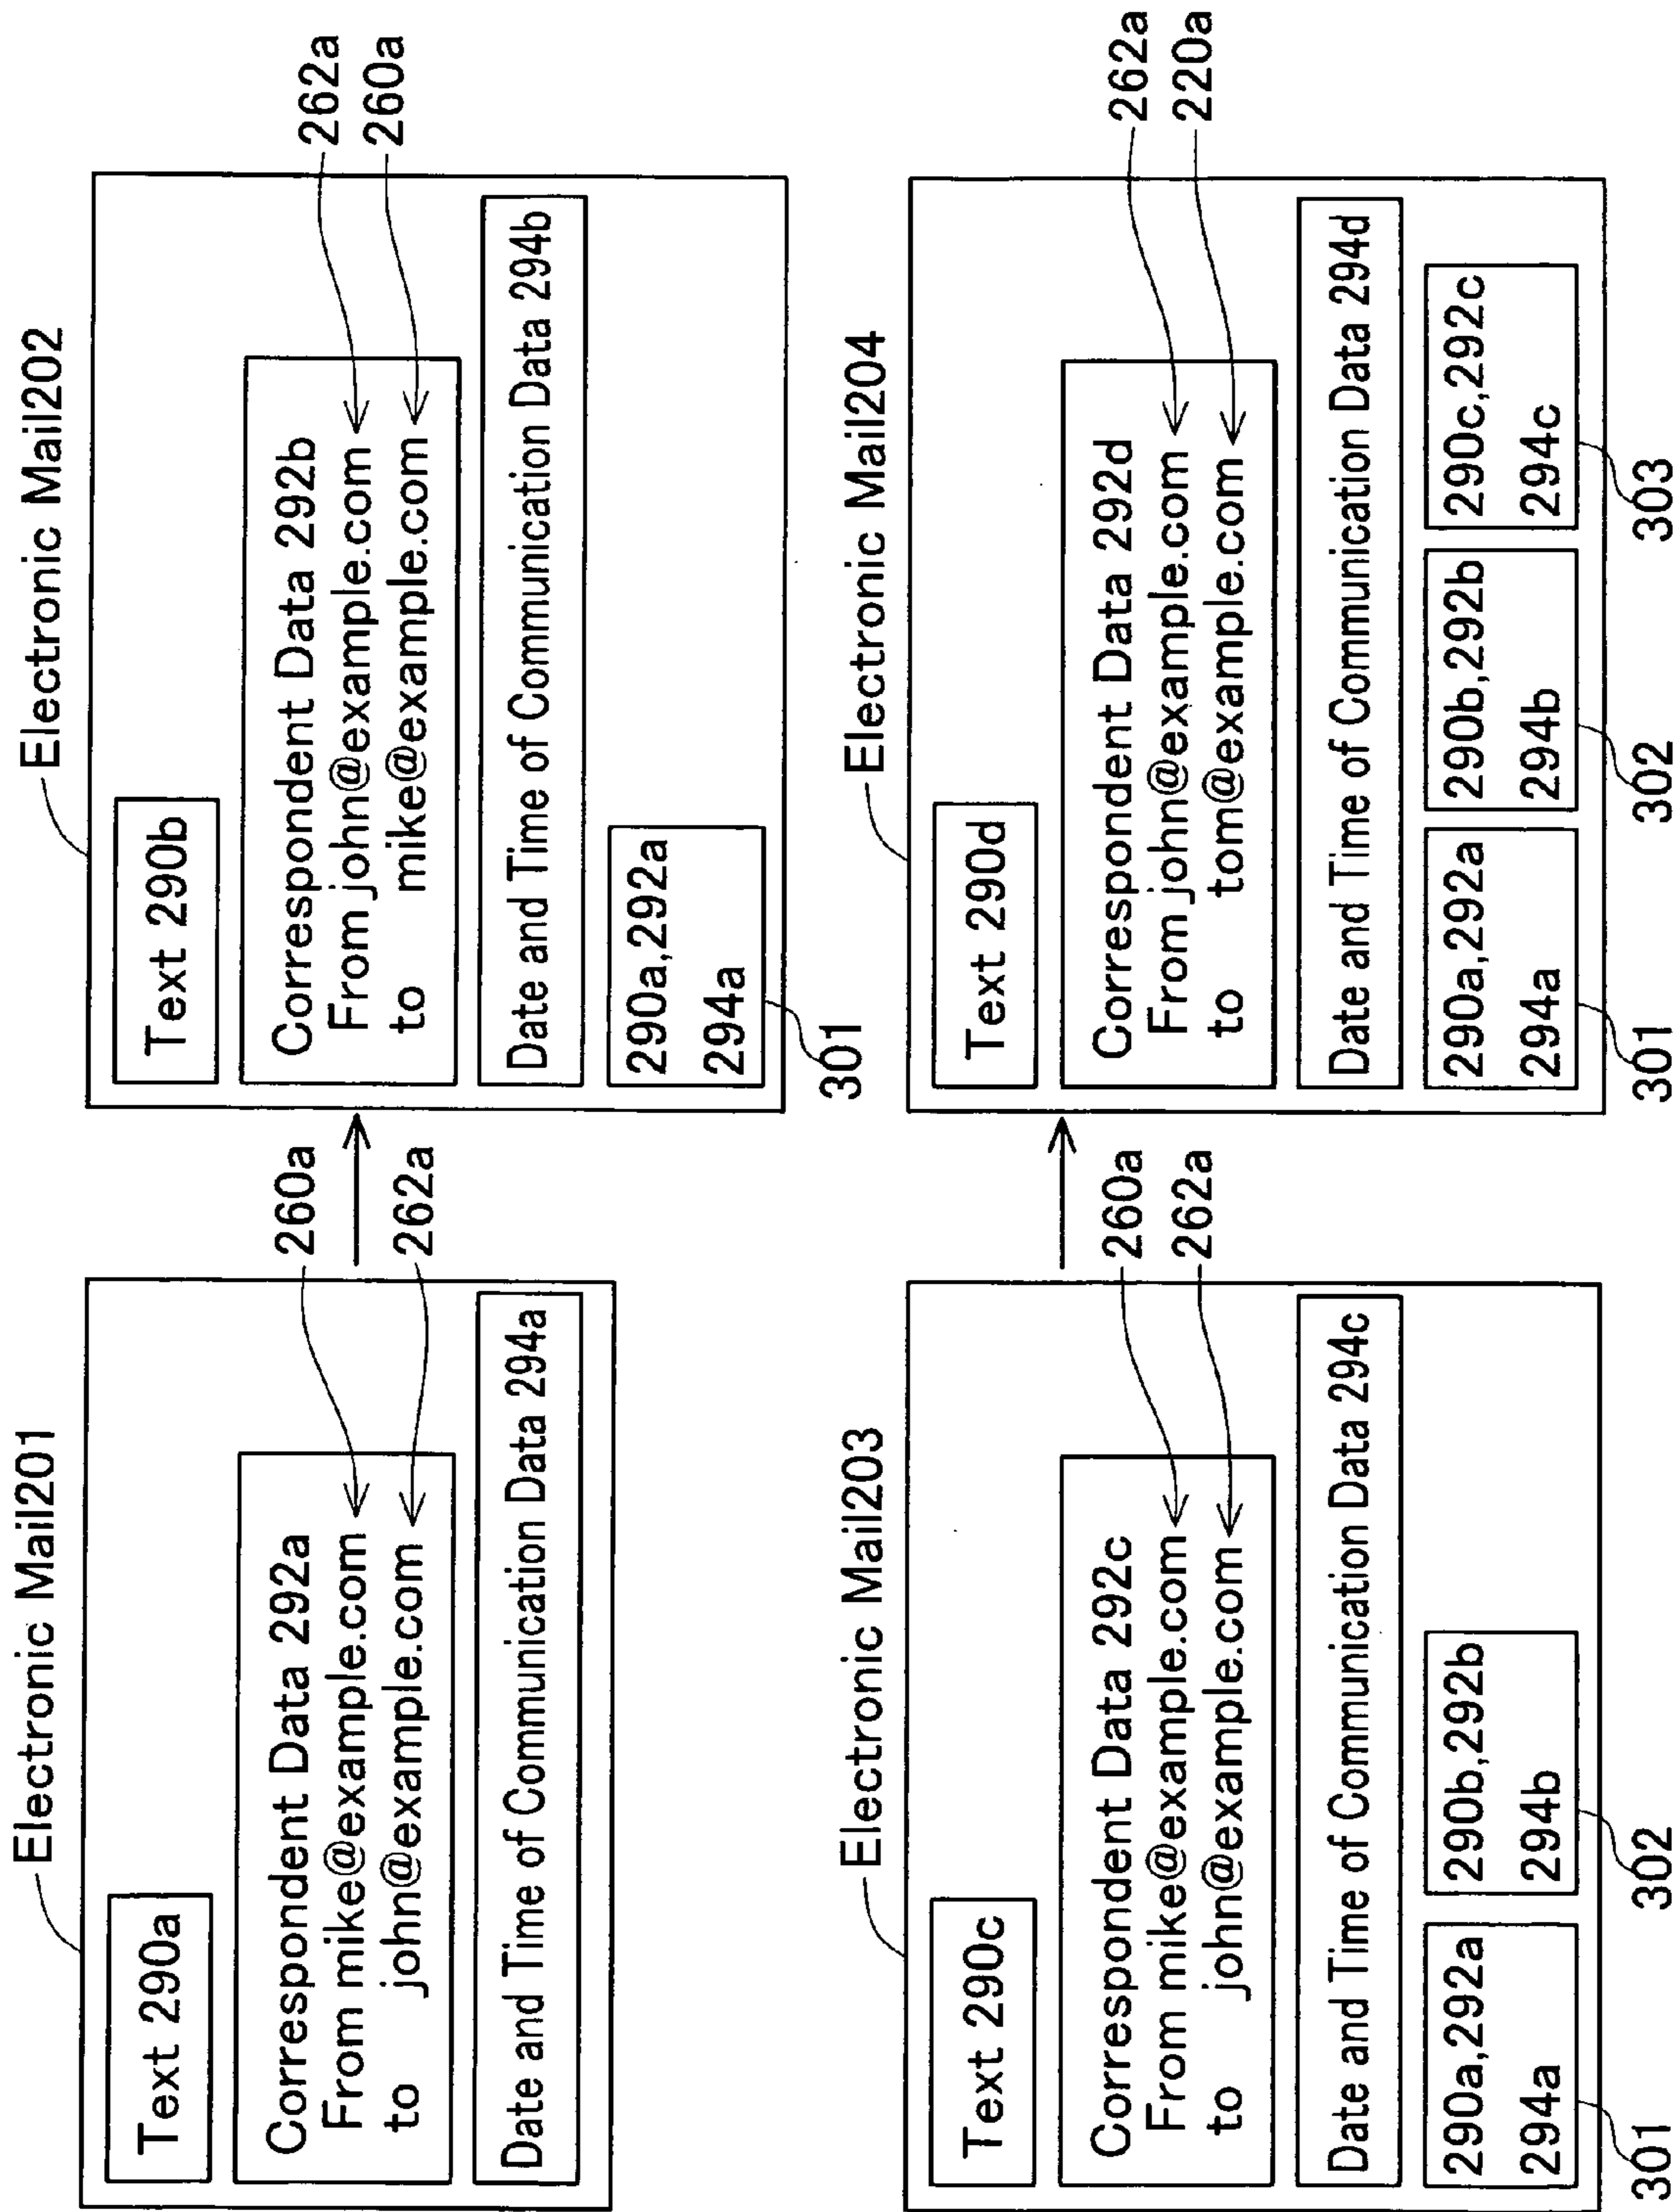 Electronic Mail201
Text 290a
Correspondent Data 292a
From mike@example.com
to john@example.com
260a
262a
Date and Time of Communication Data 294a
Electronic Mail202
Text 290b
Correspondent Data 292b
From john@example.com
to mike@example.com
262a
260a
Date and Time of Communication Data 294b
290a,292a
294a
301
Electronic Mail203
Text 290c
Correspondent Data 292c
From mike@example.com
to john@example.com
260a
262a
Date and Time of Communication Data 294c
290a,292a
294a
301
290b,292b
294b
302
Electronic Mail204
Text 290d
Correspondent Data 292d
From john@example.com
to tom@example.com
262a
220a
Date and Time of Communication Data 294d
290a,292a
294a
301
290b,292b
294b
302
290c,292c
294c
303